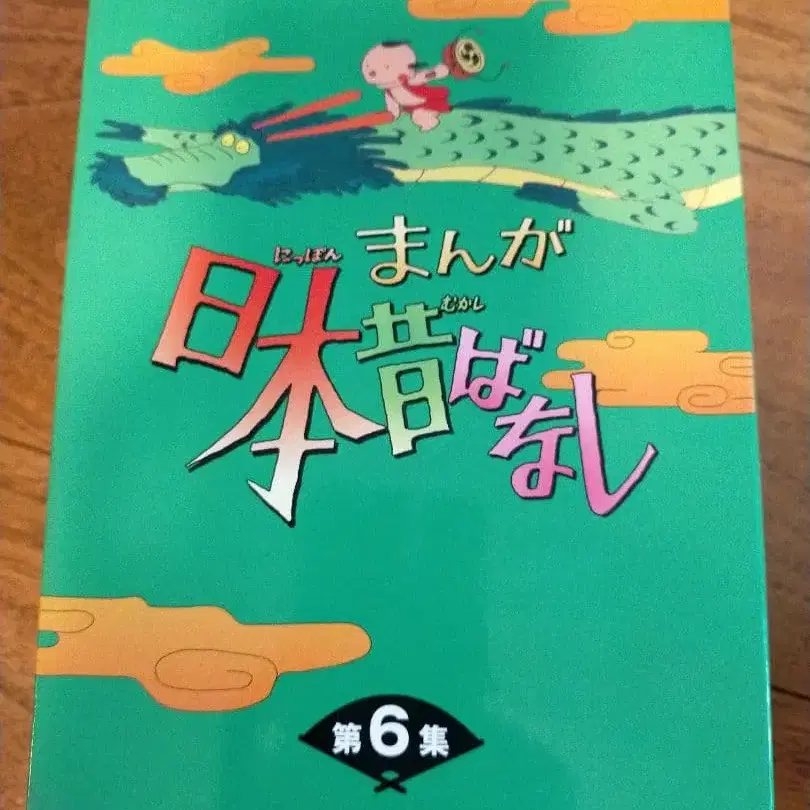 まんが
にっぽん
日本
むかし
昔ばなし
第6集